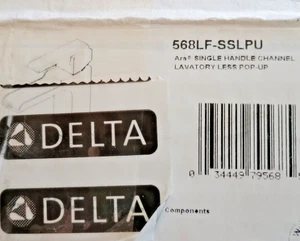 568LF-SSLPU
Ara® SINGLE HANDLE CHANNEL
LAVATORY LESS POP-UP
DELTA
0 34449 79568
DELTA
Components